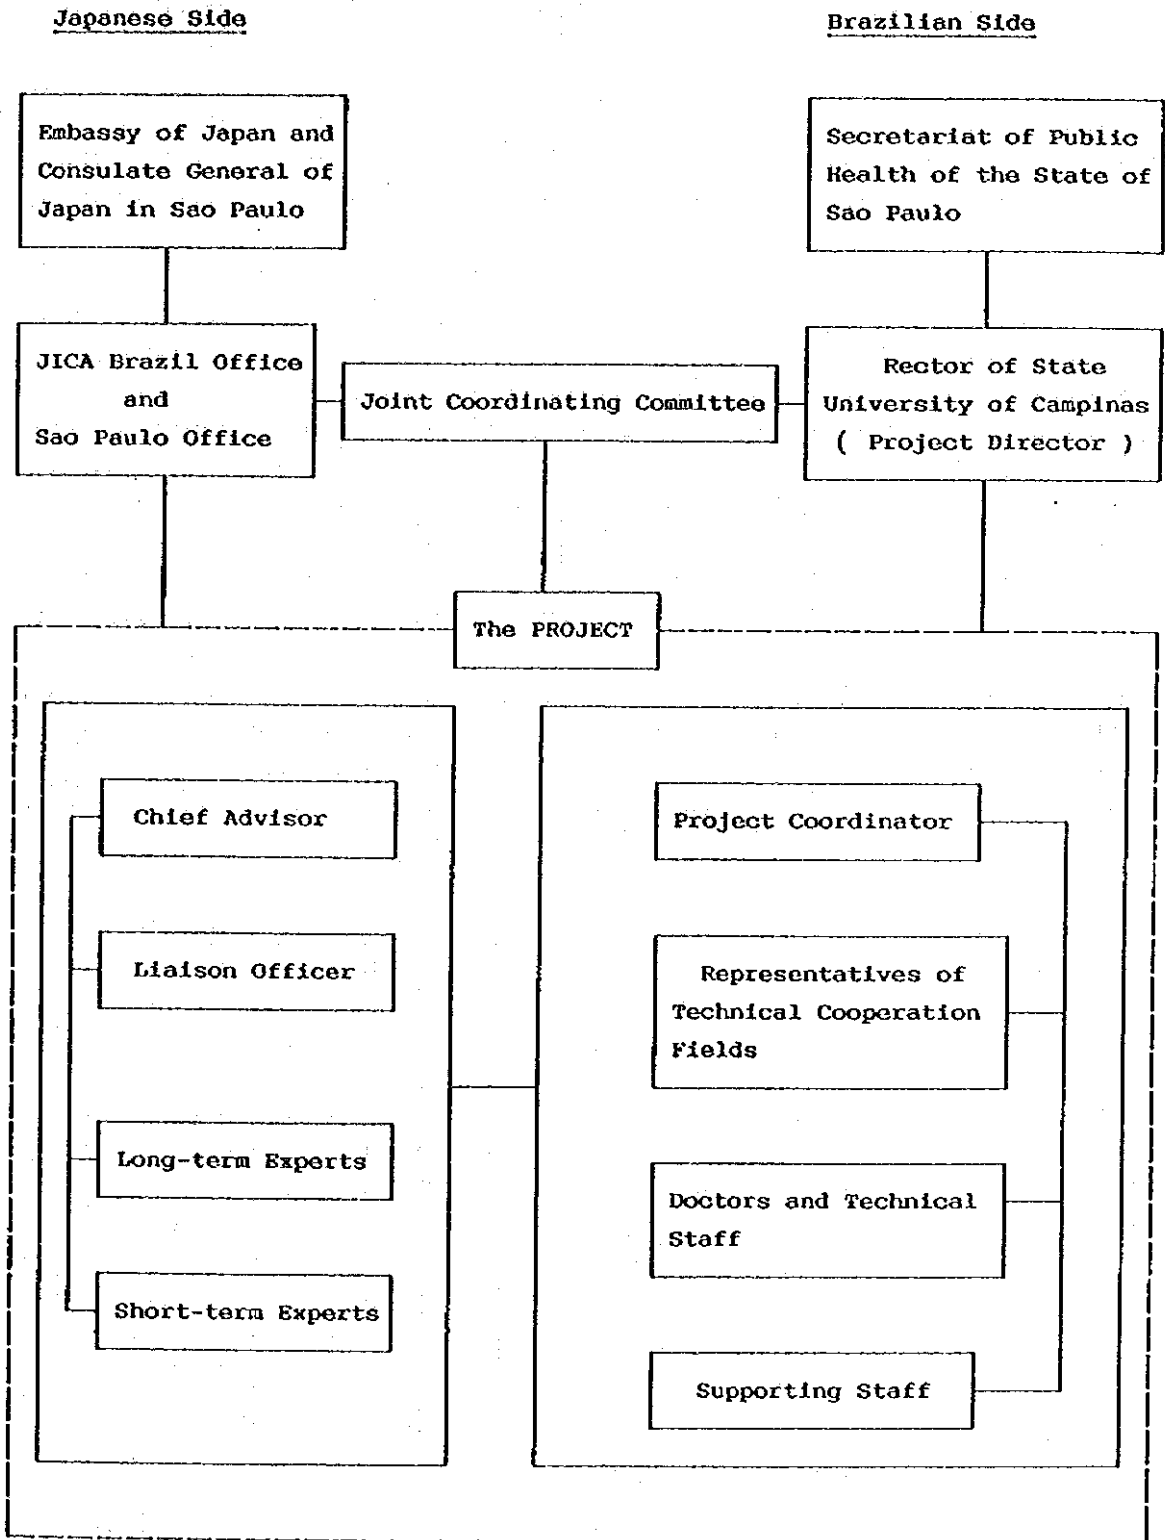 Japanese Side
Brazilian Side
Embassy of Japan and
Consulate General of
Japan in Sao Paulo
Secretariat of Public
Health of the State of
Sao Paulo
JICA Brazil Office
and
Sao Paulo Office
Joint Coordinating Committee
Rector of State
University of Campinas
( Project Director )
The PROJECT
Chief Advisor
Liaison Officer
Long-term Experts
Short-term Experts
Project Coordinator
Representatives of
Technical Cooperation
Fields
Doctors and Technical
Staff
Supporting Staff